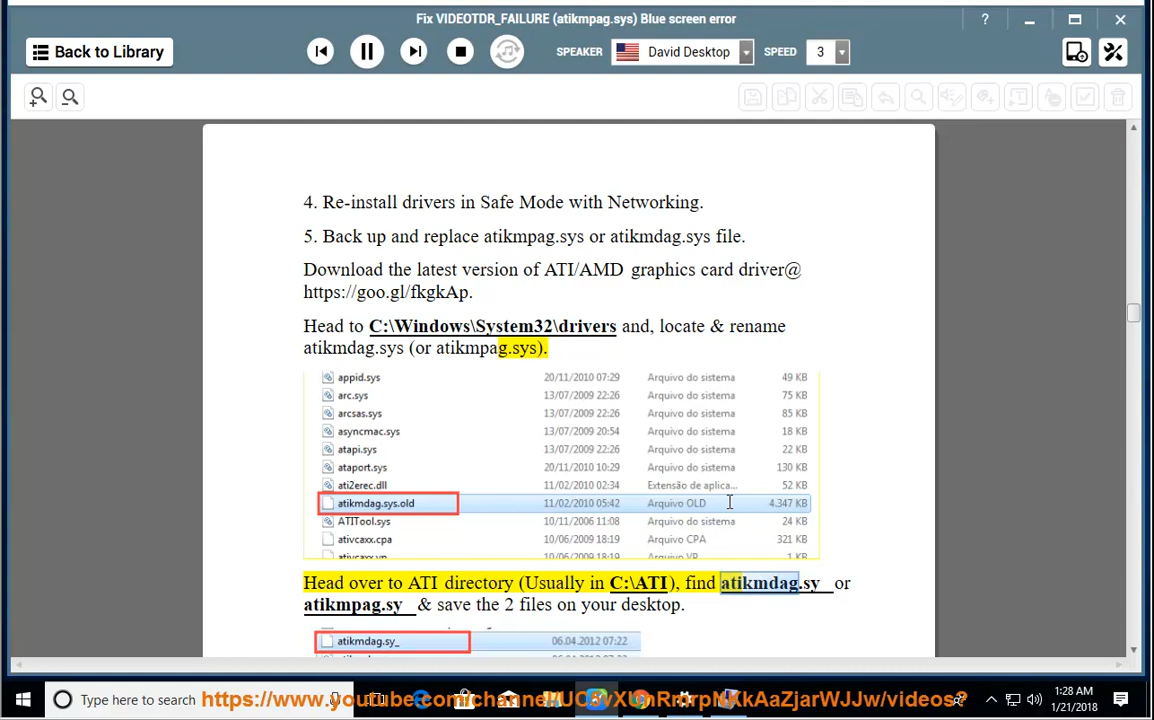 Fix VIDEOTDR_FAILURE (atikmpag.sys) Blue screen error
?
Back to Library
SPEAKER
David Desktop
SPEED
3
4. Re-install drivers in Safe Mode with Networking.
5. Back up and replace atikmpag.sys or atikmdag.sys file.
Download the latest version of ATI/AMD graphics card driver@
https://goo.gl/fkgkAp.
Head to C:\Windows\System32\drivers and, locate & rename
atikmdag.sys (or atikmpag.sys).
appid.sys 20/11/2010 07:29 Arquivo do sistema 49 KB
arc.sys 13/07/2009 22:26 Arquivo do sistema 75 KB
arcsas.sys 13/07/2009 22:26 Arquivo do sistema 85 KB
asyncmac.sys 13/07/2009 20:54 Arquivo do sistema 18 KB
atapi.sys 13/07/2009 22:26 Arquivo do sistema 22 KB
ataport.sys 20/11/2010 10:29 Arquivo do sistema 130 KB
ati2erec.dll 11/02/2010 02:34 Extensão de aplica... 52 KB
atikmdag.sys.old 11/02/2010 05:42 Arquivo OLD 4.347 KB
ATITool.sys 10/11/2006 11:08 Arquivo do sistema 24 KB
ativcaxx.cpa 10/06/2009 18:19 Arquivo CPA 321 KB
ativcaxx.vp 10/06/2009 18:19 Arquivo VP 1 KB
Head over to ATI directory (Usually in C:\ATI), find atikmdag.sy_ or
atikmpag.sy_ & save the 2 files on your desktop.
atikmdag.sy_ 06.04.2012 07:22
Type here to search
1:28 AM
1/21/2018